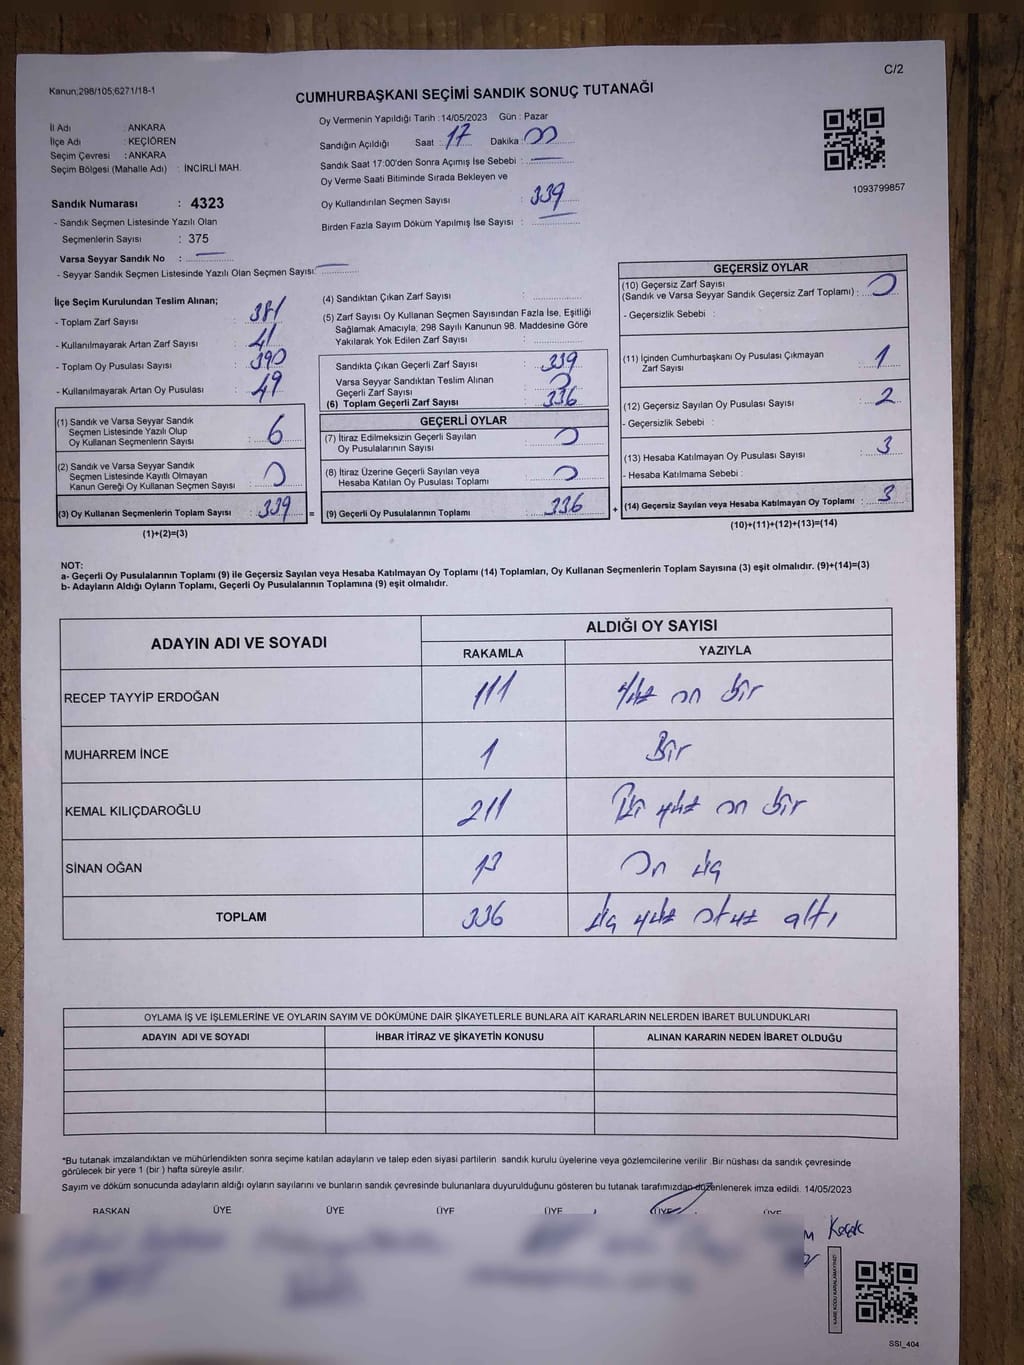 C/2
Kanun;298/105;6271/18-1
CUMHURBAŞKANI SEÇİMİ SANDIK SONUÇ TUTANAĞI
İl Adı : ANKARA
İlçe Adı : KEÇİÖREN
Seçim Çevresi : ANKARA
Seçim Bölgesi (Mahalle Adı) : İNCİRLİ MAH.
Sandık Numarası : 4323
- Sandık Seçmen Listesinde Yazılı Olan
Seçmenlerin Sayısı : 375
Varsa Seyyar Sandık No : —
- Seyyar Sandık Seçmen Listesinde Yazılı Olan Seçmen Sayısı: —
Oy Vermenin Yapıldığı Tarih : 14/05/2023 Gün : Pazar
Sandığın Açıldığı Saat : 17 Dakika : 00
Sandık Saat 17:00'den Sonra Açımış İse Sebebi : —
Oy Verme Saati Bitiminde Sırada Bekleyen ve
Oy Kullandırılan Seçmen Sayısı : 339
Birden Fazla Sayım Döküm Yapılmış İse Sayısı : —
1093799857
İlçe Seçim Kurulundan Teslim Alınan;
- Toplam Zarf Sayısı : 381
- Kullanılmayarak Artan Zarf Sayısı : 41
- Toplam Oy Pusulası Sayısı : 390
- Kullanılmayarak Artan Oy Pusulası : 49
(1) Sandık ve Varsa Seyyar Sandık
Seçmen Listesinde Yazılı Olup
Oy Kullanan Seçmenlerin Sayısı : 6
(2) Sandık ve Varsa Seyyar Sandık
Seçmen Listesinde Kayıtlı Olmayan
Kanun Gereği Oy Kullanan Seçmen Sayısı : 0
(3) Oy Kullanan Seçmenlerin Toplam Sayısı : 339 =
(1)+(2)=(3)
(4) Sandıktan Çıkan Zarf Sayısı :
(5) Zarf Sayısı Oy Kullanan Seçmen Sayısından Fazla İse, Eşitliği
Sağlamak Amacıyla; 298 Sayılı Kanunun 98. Maddesine Göre
Yakılarak Yok Edilen Zarf Sayısı :
Sandıkta Çıkan Geçerli Zarf Sayısı : 339
Varsa Seyyar Sandıktan Teslim Alınan
Geçerli Zarf Sayısı : 0
(6) Toplam Geçerli Zarf Sayısı : 336
GEÇERLİ OYLAR
(7) İtiraz Edilmeksizin Geçerli Sayılan
Oy Pusulalarının Sayısı : 0
(8) İtiraz Üzerine Geçerli Sayılan veya
Hesaba Katılan Oy Pusulası Toplamı : 0
(9) Geçerli Oy Pusulalarının Toplamı : 336 +
GEÇERSİZ OYLAR
(10) Geçersiz Zarf Sayısı
(Sandık ve Varsa Seyyar Sandık Geçersiz Zarf Toplamı) : 0
- Geçersizlik Sebebi :
(11) İçinden Cumhurbaşkanı Oy Pusulası Çıkmayan
Zarf Sayısı : 1
(12) Geçersiz Sayılan Oy Pusulası Sayısı : 2
- Geçersizlik Sebebi :
(13) Hesaba Katılmayan Oy Pusulası Sayısı : 3
- Hesaba Katılmama Sebebi :
(14) Geçersiz Sayılan veya Hesaba Katılmayan Oy Toplamı : 3
(10)+(11)+(12)+(13)=(14)
NOT:
a- Geçerli Oy Pusulalarının Toplamı (9) ile Geçersiz Sayılan veya Hesaba Katılmayan Oy Toplamı (14) Toplamları, Oy Kullanan Seçmenlerin Toplam Sayısına (3) eşit olmalıdır. (9)+(14)=(3)
b- Adayların Aldığı Oyların Toplamı, Geçerli Oy Pusulalarının Toplamına (9) eşit olmalıdır.
ADAYIN ADI VE SOYADI ALDIĞI OY SAYISI
RAKAMLA YAZIYLA
RECEP TAYYİP ERDOĞAN 111 Yüz on bir
MUHARREM İNCE 1 Bir
KEMAL KILIÇDAROĞLU 211 İki yüz on bir
SİNAN OĞAN 13 On üç
TOPLAM 336 üç yüz otuz altı
OYLAMA İŞ VE İŞLEMLERİNE VE OYLARIN SAYIM VE DÖKÜMÜNE DAİR ŞİKAYETLERLE BUNLARA AİT KARARLARIN NELERDEN İBARET BULUNDUKLARI
ADAYIN ADI VE SOYADI İHBAR İTİRAZ VE ŞİKAYETİN KONUSU ALINAN KARARIN NEDEN İBARET OLDUĞU
*Bu tutanak imzalandıktan ve mühürlendikten sonra seçime katılan adayların ve talep eden siyasi partilerin sandık kurulu üyelerine veya gözlemcilerine verilir. Bir nüshası da sandık çevresinde
görülecek bir yere 1 (bir ) hafta süreyle asılır.
Sayım ve döküm sonucunda adayların aldığı oyların sayılarını ve bunların sandık çevresinde bulunanlara duyurulduğunu gösteren bu tutanak tarafımızdan düzenlenerek imza edildi. 14/05/2023
BAŞKAN ÜYE ÜYE ÜYE ÜYE ÜYE ÜYE
SSI_404